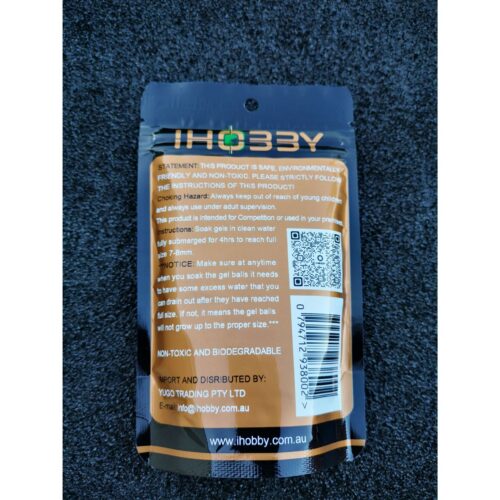 IHOBBY
STATEMENT: THIS PRODUCT IS SAFE, ENVIRONMENTALLY
FRIENDLY AND NON-TOXIC. PLEASE STRICTLY FOLLOW
THE INSTRUCTIONS OF THIS PRODUCT!
Choking Hazard: Always keep out of reach of young children
and always use under adult supervision.
This product is intended for Competition or used in your premises
Instructions: Soak gels in clean water
fully submarged for 4hrs to reach full
size 7-8mm.
***NOTICE: Make sure at anytime
when you soak the gel balls it needs
to have some excess water that you
can drain out after they have reached
full size. If not, it means the gel balls
will not grow up to the proper size.***
NON-TOXIC AND BIODEGRADABLE
IMPORT AND DISTRIBUTED BY:
YUGO TRADING PTY LTD
E-mail: info@ihobby.com.au
0 794712 938002 >
www.ihobby.com.au